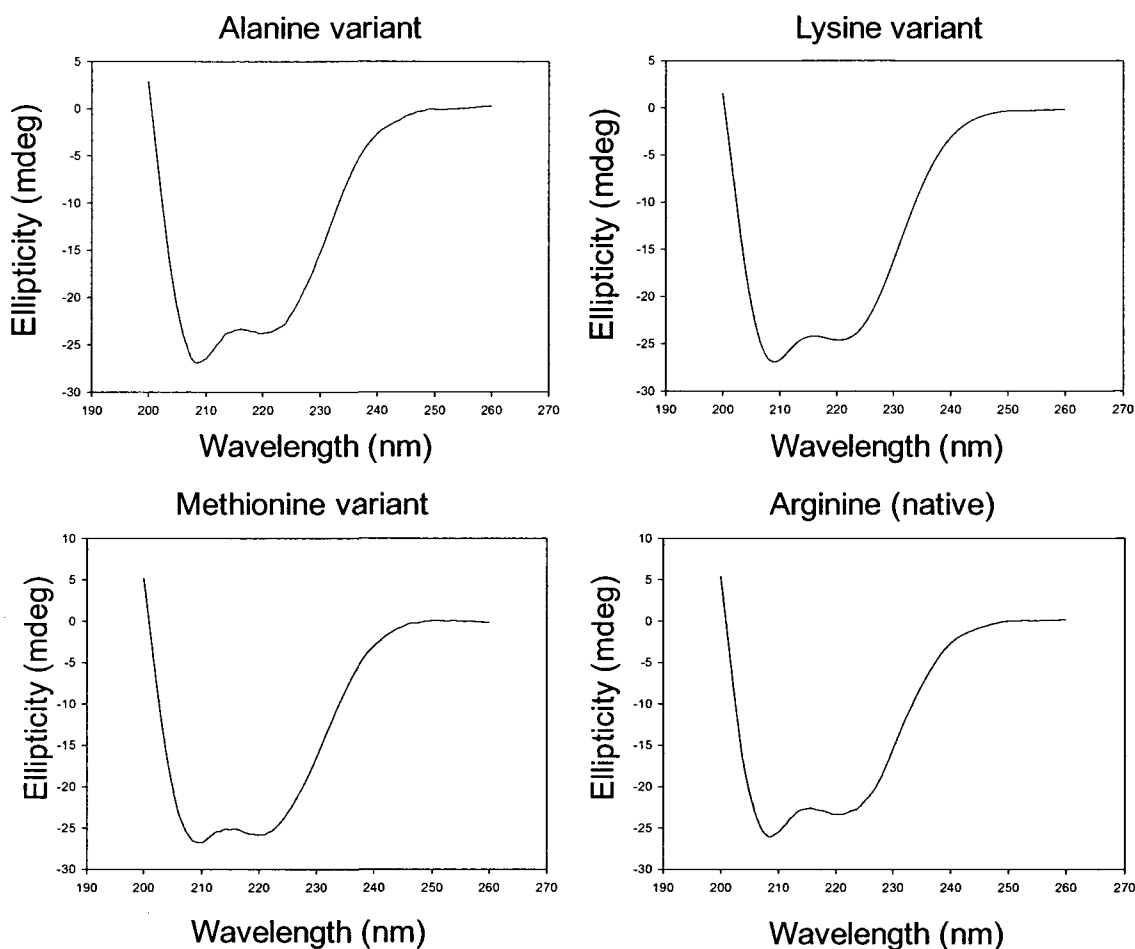 Alanine variant
Ellipticity (mdeg)
5
0
-5
-10
-15
-20
-25
-30
190 200 210 220 230 240 250 260 270
Wavelength (nm)
Lysine variant
Ellipticity (mdeg)
5
0
-5
-10
-15
-20
-25
-30
190 200 210 220 230 240 250 260 270
Wavelength (nm)
Methionine variant
Ellipticity (mdeg)
10
5
0
-5
-10
-15
-20
-25
-30
190 200 210 220 230 240 250 260 270
Wavelength (nm)
Arginine (native)
Ellipticity (mdeg)
10
5
0
-5
-10
-15
-20
-25
-30
190 200 210 220 230 240 250 260 270
Wavelength (nm)